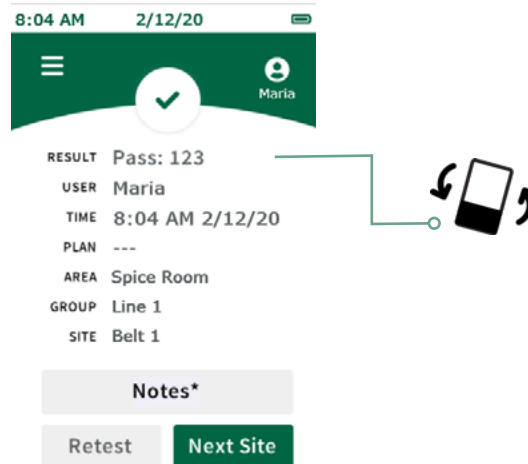 8:04 AM 2/12/20
Maria
RESULT Pass: 123
USER Maria
TIME 8:04 AM 2/12/20
PLAN ---
AREA Spice Room
GROUP Line 1
SITE Belt 1
Notes*
Retest Next Site